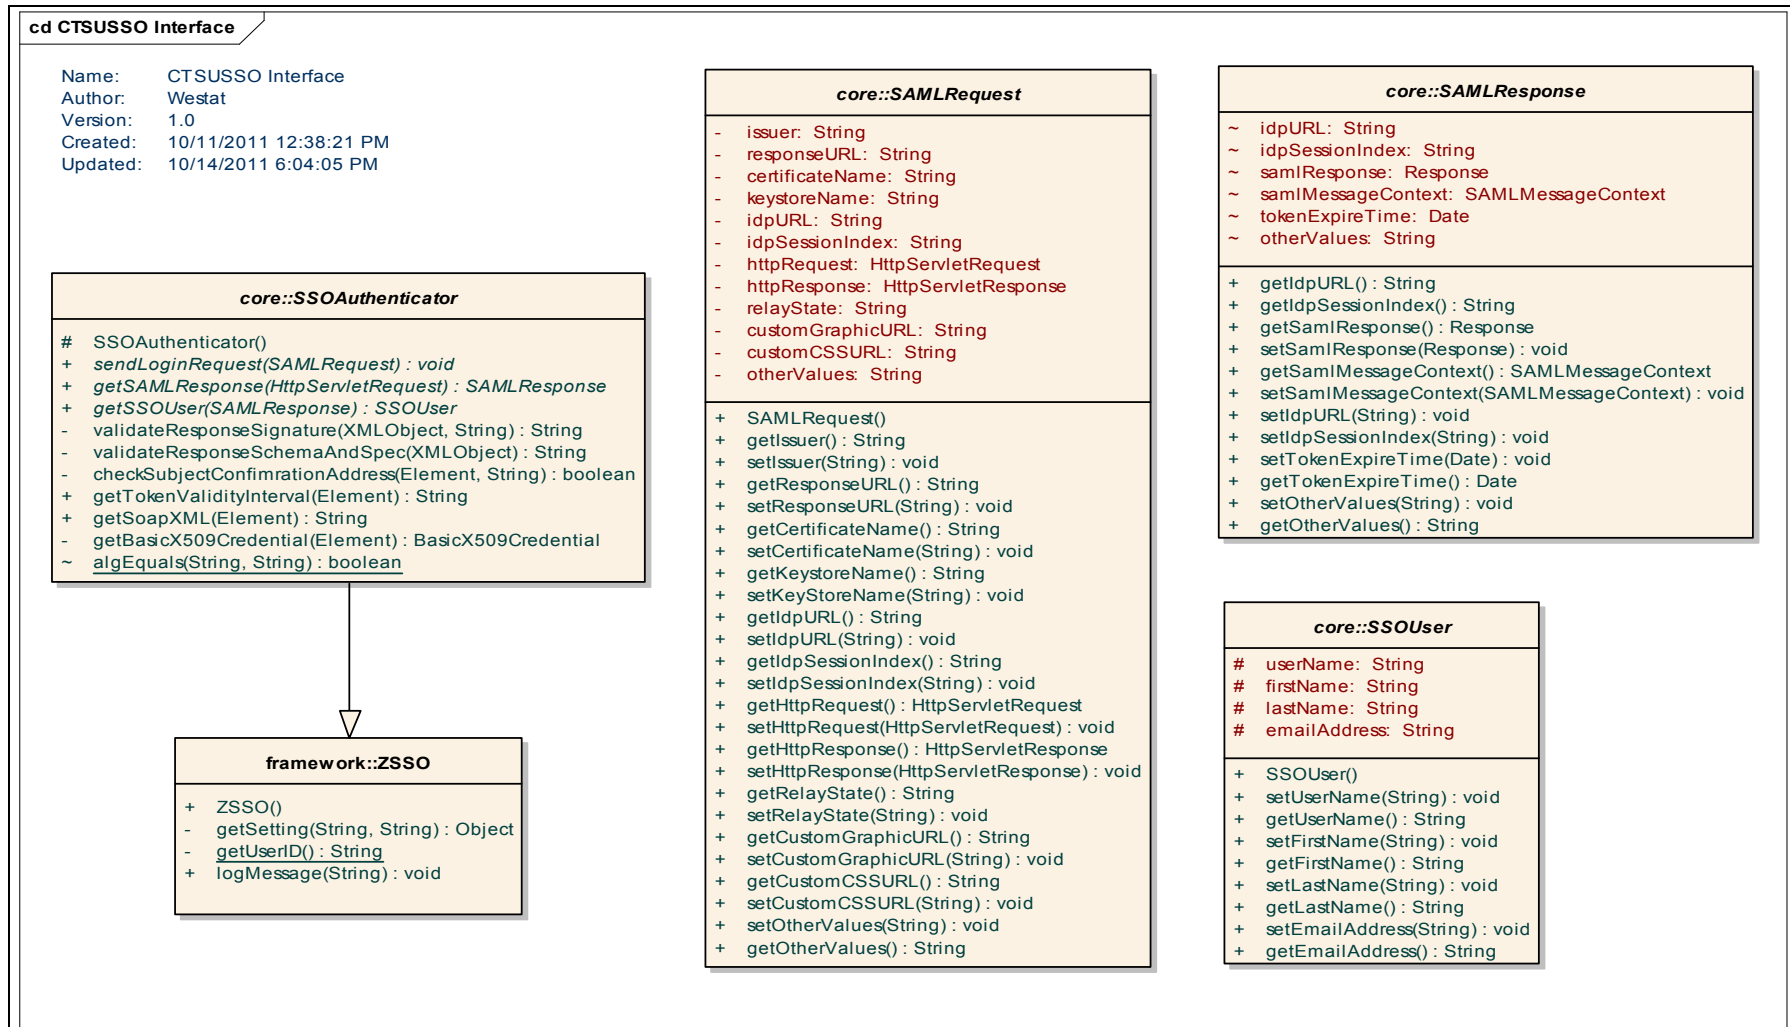 cd CTSUSSO Interface
Name: CTSUSSO Interface
Author: Westat
Version: 1.0
Created: 10/11/2011 12:38:21 PM
Updated: 10/14/2011 6:04:05 PM
core::SSOAuthenticator
# SSOAuthenticator()
+ sendLoginRequest(SAMLRequest) : void
+ getSAMLResponse(HttpServletRequest) : SAMLResponse
+ getSSOUser(SAMLResponse) : SSOUser
- validateResponseSignature(XMLObject, String) : String
- validateResponseSchemaAndSpec(XMLObject) : String
- checkSubjectConfimrationAddress(Element, String) : boolean
+ getTokenValidityInterval(Element) : String
+ getSoapXML(Element) : String
- getBasicX509Credential(Element) : BasicX509Credential
~ algEquals(String, String) : boolean
framework::ZSSO
+ ZSSO()
- getSetting(String, String) : Object
- getUserID() : String
+ logMessage(String) : void
core::SAMLRequest
- issuer: String
- responseURL: String
- certificateName: String
- keystoreName: String
- idpURL: String
- idpSessionIndex: String
- httpRequest: HttpServletRequest
- httpResponse: HttpServletResponse
- relayState: String
- customGraphicURL: String
- customCSSURL: String
- otherValues: String
+ SAMLRequest()
+ getIssuer() : String
+ setIssuer(String) : void
+ getResponseURL() : String
+ setResponseURL(String) : void
+ getCertificateName() : String
+ setCertificateName(String) : void
+ getKeystoreName() : String
+ setKeyStoreName(String) : void
+ getIdpURL() : String
+ setIdpURL(String) : void
+ getIdpSessionIndex() : String
+ setIdpSessionIndex(String) : void
+ getHttpRequest() : HttpServletRequest
+ setHttpRequest(HttpServletRequest) : void
+ getHttpResponse() : HttpServletResponse
+ setHttpResponse(HttpServletResponse) : void
+ getRelayState() : String
+ setRelayState(String) : void
+ getCustomGraphicURL() : String
+ setCustomGraphicURL(String) : void
+ getCustomCSSURL() : String
+ setCustomCSSURL(String) : void
+ setOtherValues(String) : void
+ getOtherValues() : String
core::SAMLResponse
~ idpURL: String
~ idpSessionIndex: String
~ samlResponse: Response
~ samlMessageContext: SAMLMessageContext
~ tokenExpireTime: Date
~ otherValues: String
+ getIdpURL() : String
+ getIdpSessionIndex() : String
+ getSamlResponse() : Response
+ setSamlResponse(Response) : void
+ getSamlMessageContext() : SAMLMessageContext
+ setSamlMessageContext(SAMLMessageContext) : void
+ setIdpURL(String) : void
+ setIdpSessionIndex(String) : void
+ setTokenExpireTime(Date) : void
+ getTokenExpireTime() : Date
+ setOtherValues(String) : void
+ getOtherValues() : String
core::SSOUser
# userName: String
# firstName: String
# lastName: String
# emailAddress: String
+ SSOUser()
+ setUserName(String) : void
+ getUserName() : String
+ setFirstName(String) : void
+ getFirstName() : String
+ setLastName(String) : void
+ getLastName() : String
+ setEmailAddress(String) : void
+ getEmailAddress() : String